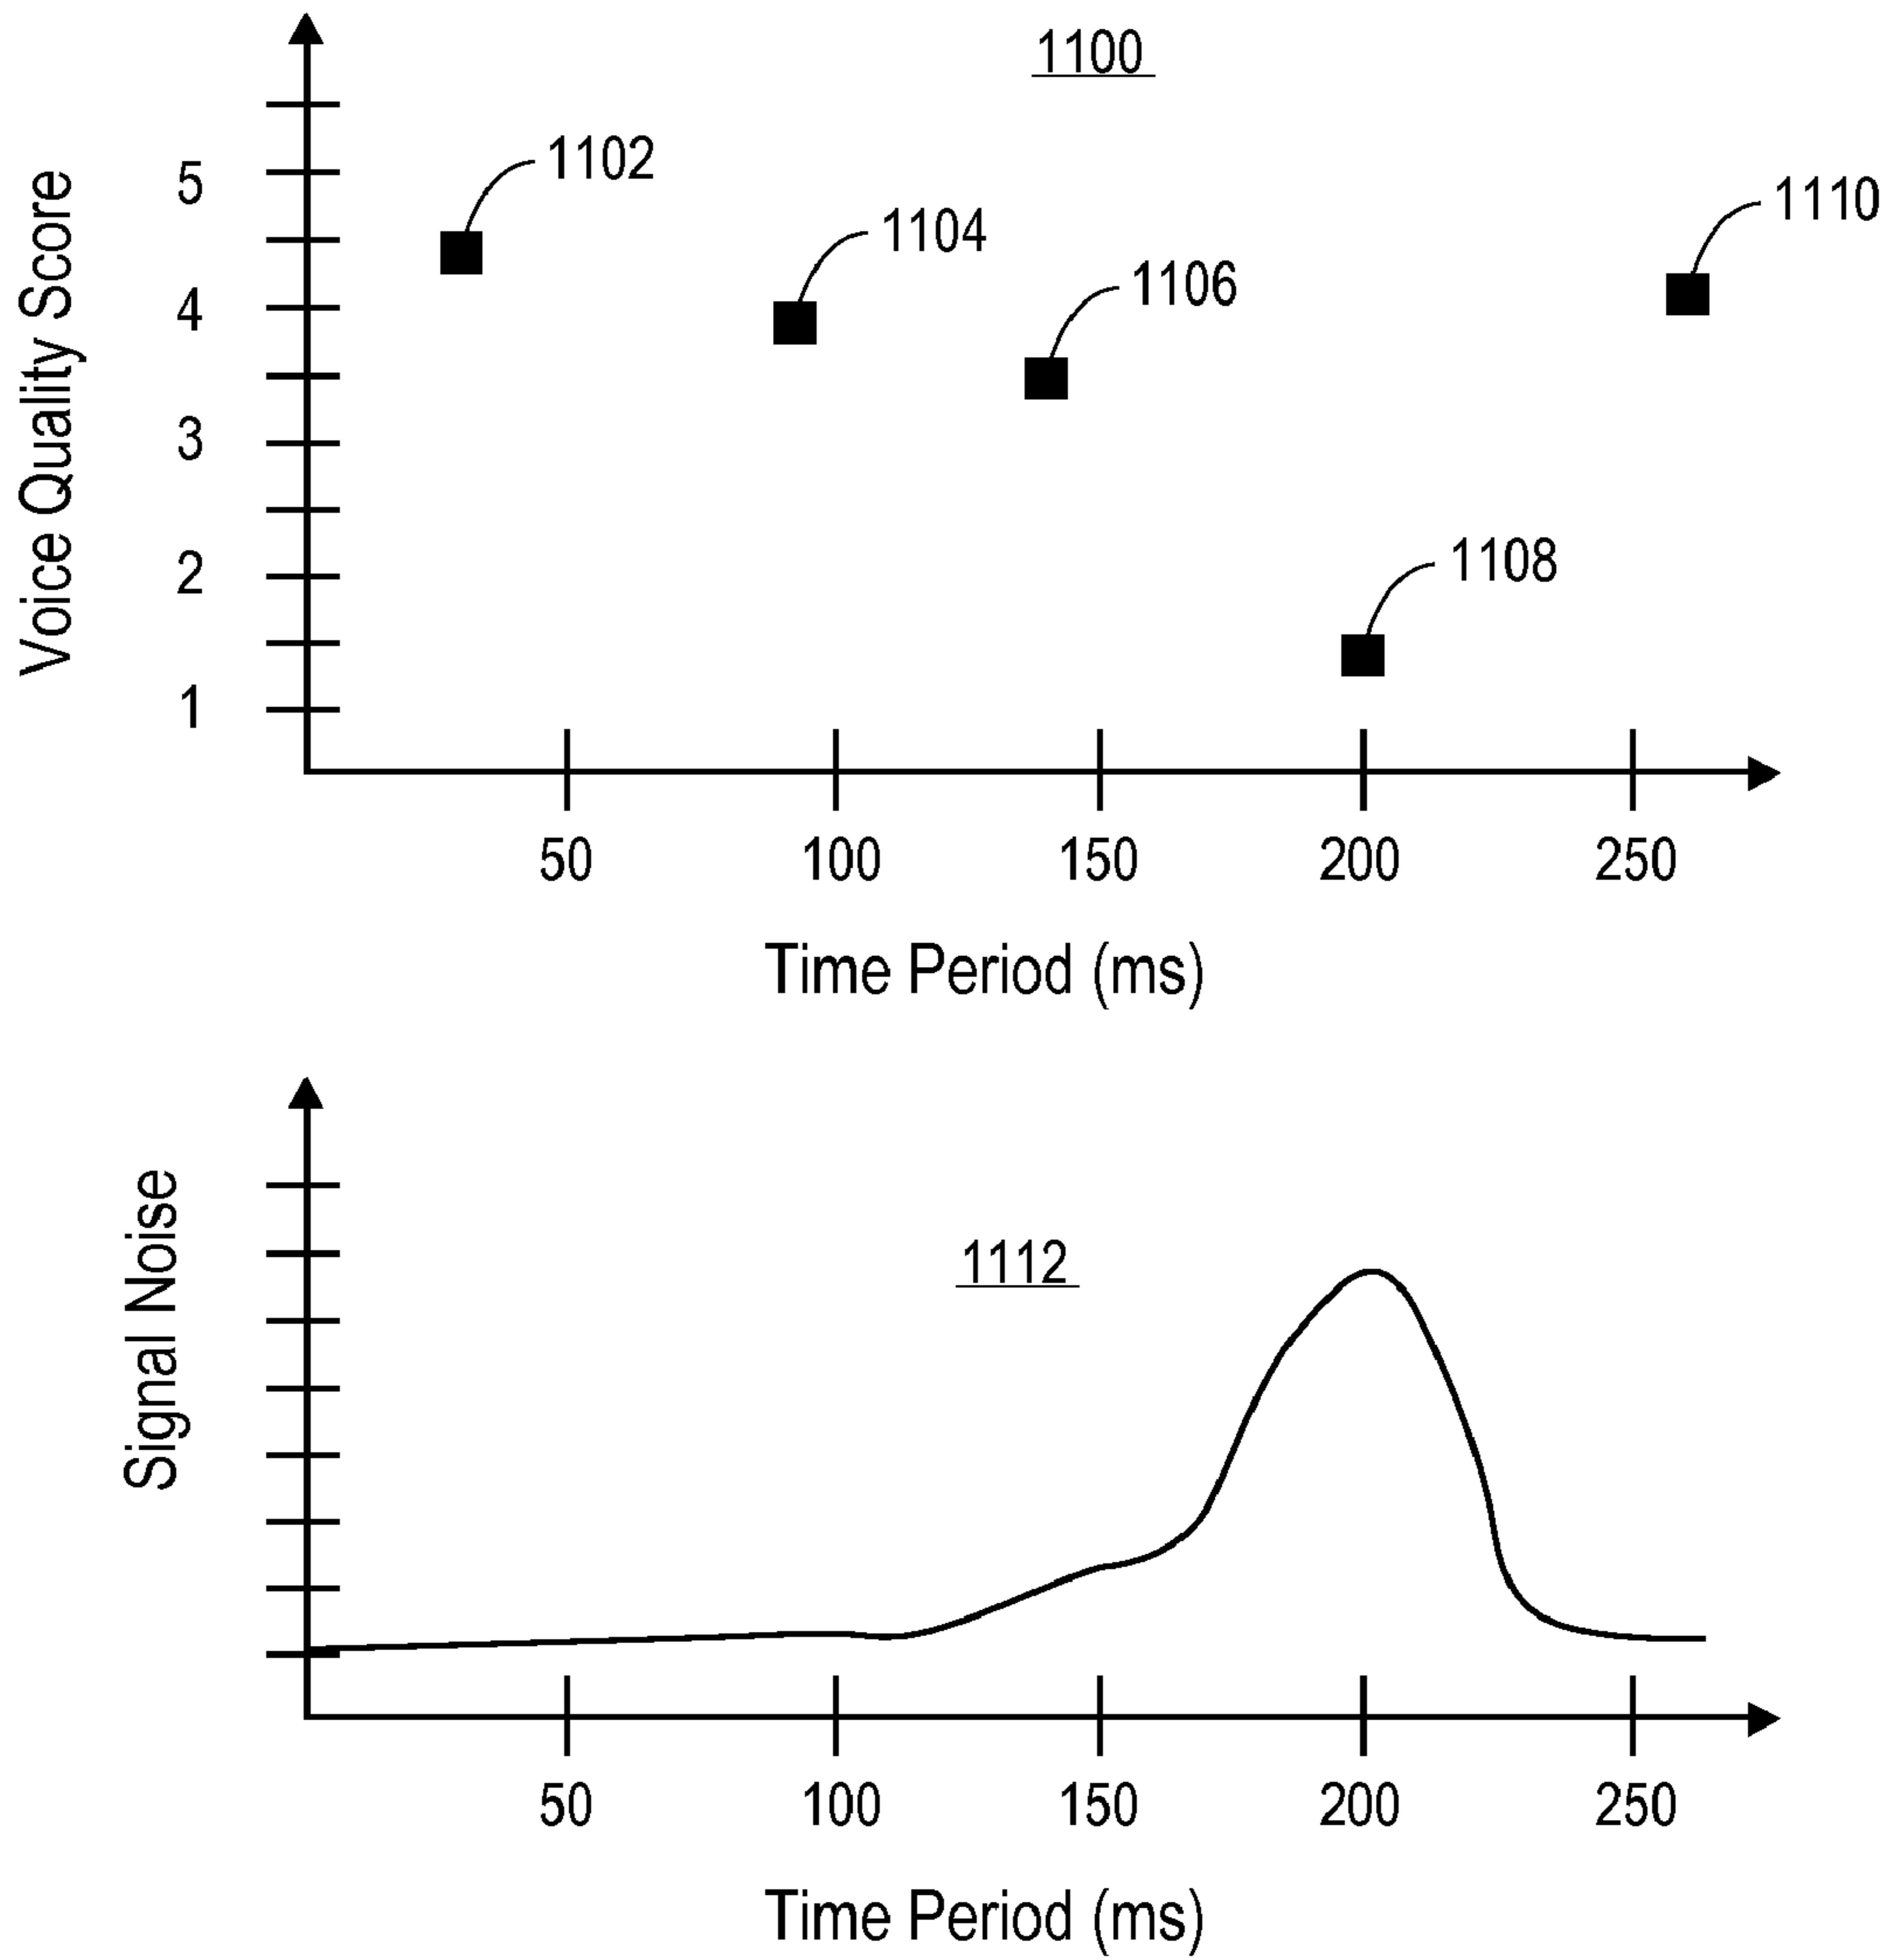 1100
1102
5
1110
1104
1106
4
3
1108
2
1
Voice Quality Score
50 100 150 200 250
Time Period (ms)
Signal Noise
1112
50 100 150 200 250
Time Period (ms)